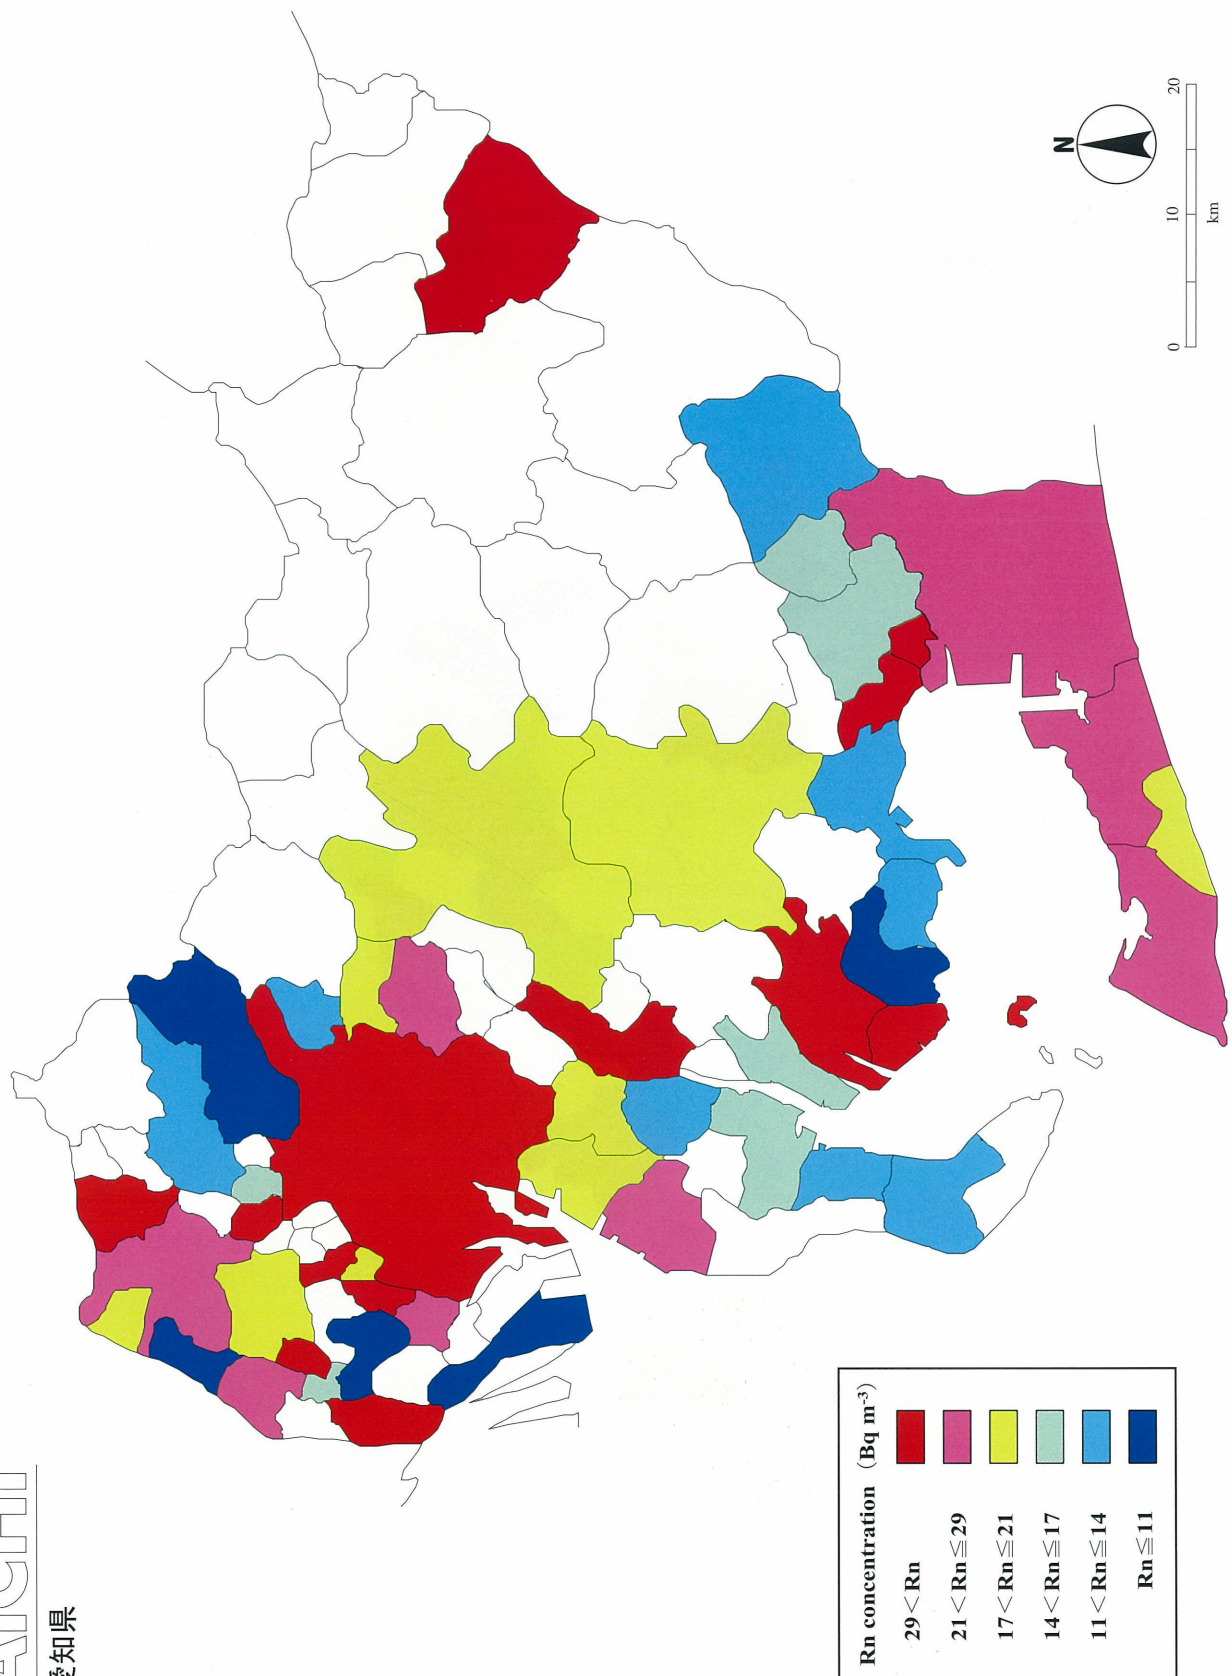 AICHI
愛知県
N
0 10 20
km
Rn concentration (Bq m⁻³)
29<Rn
21<Rn≦29
17<Rn≦21
14<Rn≦17
11<Rn≦14
Rn≦11